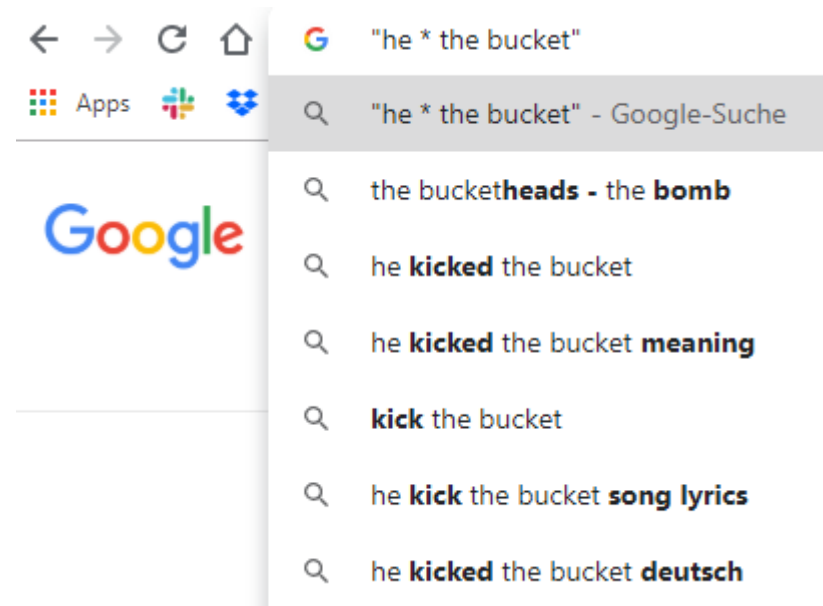 "he * the bucket"
Apps
"he * the bucket" - Google-Suche
the bucketheads - the bomb
Google
he kicked the bucket
he kicked the bucket meaning
kick the bucket
he kick the bucket song lyrics
he kicked the bucket deutsch